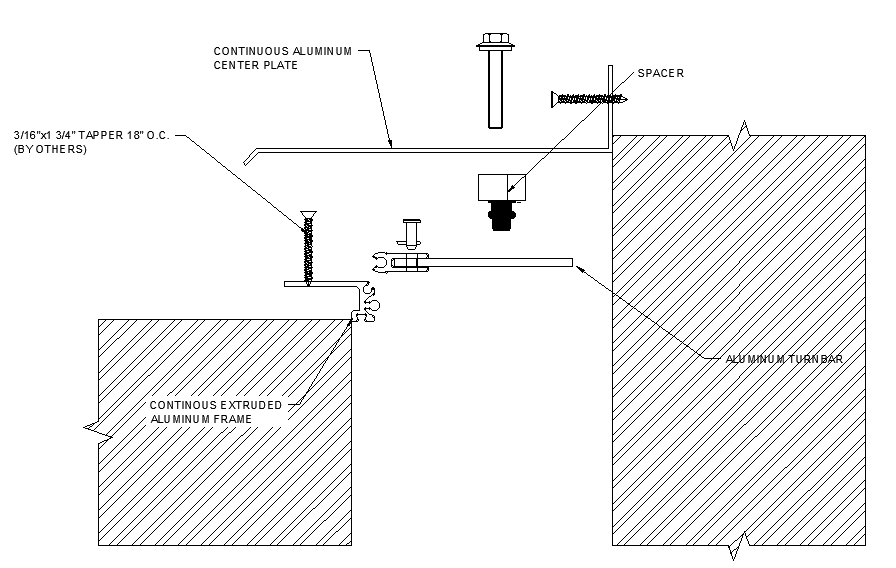 CONTINUOUS ALUMINUM
CENTER PLATE
SPACER
3/16"x1 3/4" TAPPER 18" O.C.
(BY OTHERS)
ALUMINUM TURNBAR
CONTINOUS EXTRUDED
ALUMINUM FRAME